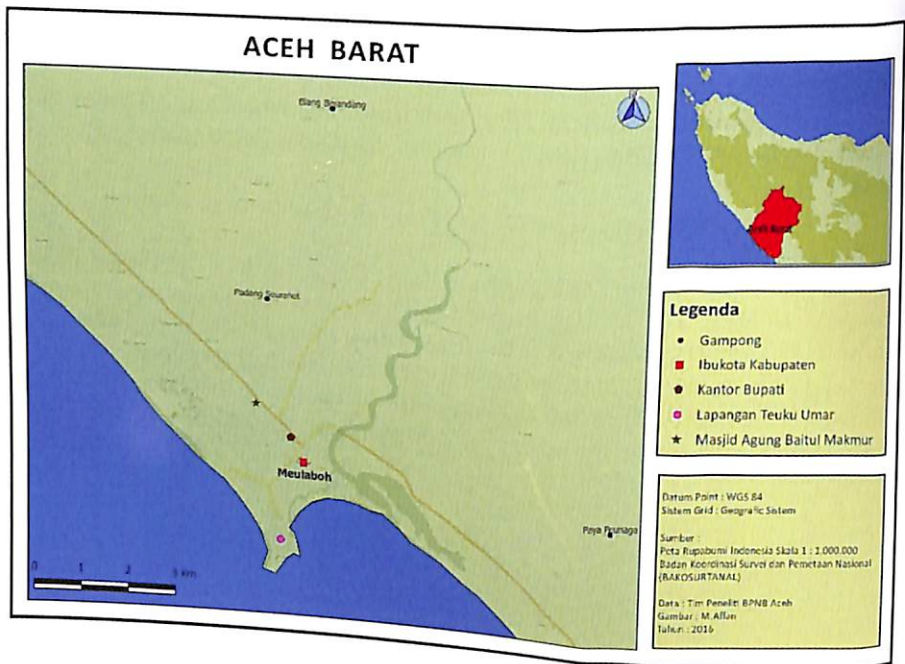 ACEH BARAT
Blang Beurandang
Padang Seurahet
Meulaboh
Paya Peunaga
0 1 2 3 km
Aceh Barat
Legenda
Gampong
Ibukota Kabupaten
Kantor Bupati
Lapangan Teuku Umar
Masjid Agung Baitul Makmur
Datum Point : WGS 84
Sistem Grid : Geografic Sistem
Sumber :
Peta Rupabumi Indonesia Skala 1 : 1.000.000
Badan Koordinasi Survei dan Pemetaan Nasional
(BAKOSURTANAL)
Data : Tim Peneliti BPNB Aceh
Gambar : M.Affan
Tahun : 2016